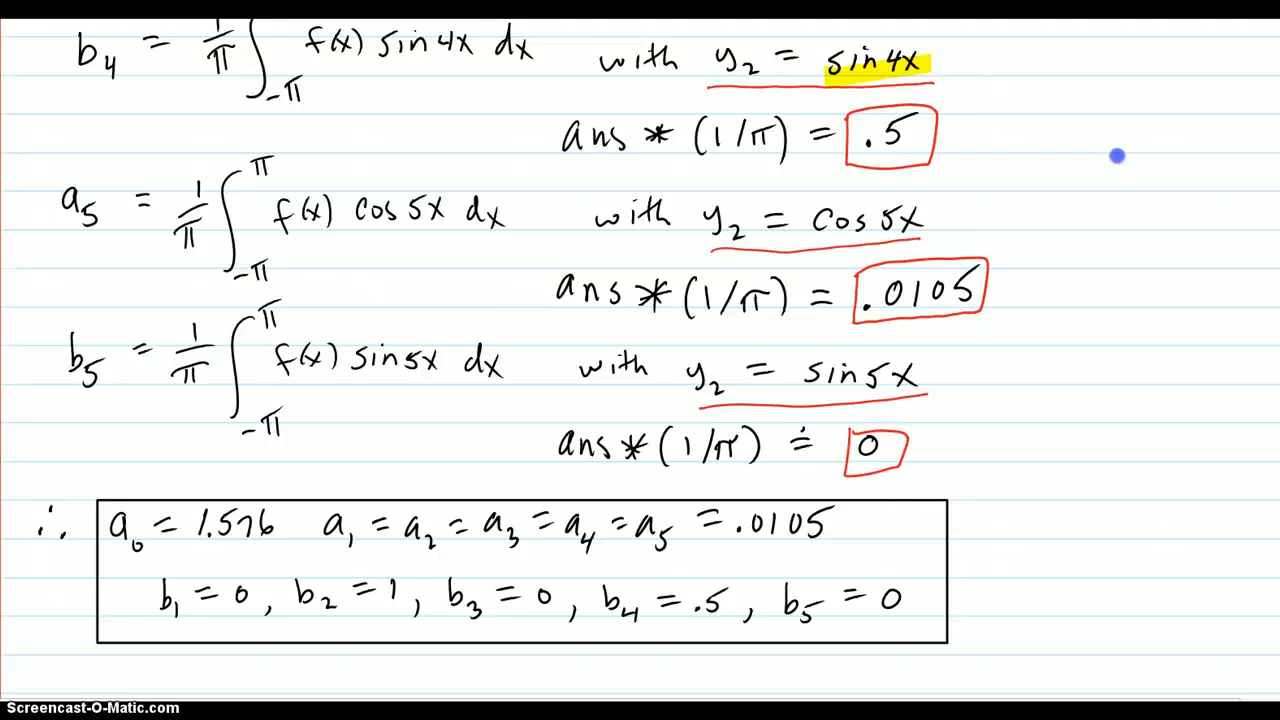 b₄ = 1/π ∫_{-π} f(x) sin 4x dx with y₂ = sin 4x
ans * (1/π) = .5
a₅ = 1/π ∫_{-π}^{π} f(x) cos 5x dx with y₂ = cos 5x
ans * (1/π) = .0105
b₅ = 1/π ∫_{-π}^{π} f(x) sin 5x dx with y₂ = sin 5x
ans * (1/π) ≐ 0
∴ a₀ = 1.576 a₁ = a₂ = a₃ = a₄ = a₅ = .0105
b₁ = 0, b₂ = 1, b₃ = 0, b₄ = .5, b₅ = 0
Screencast-O-Matic.com